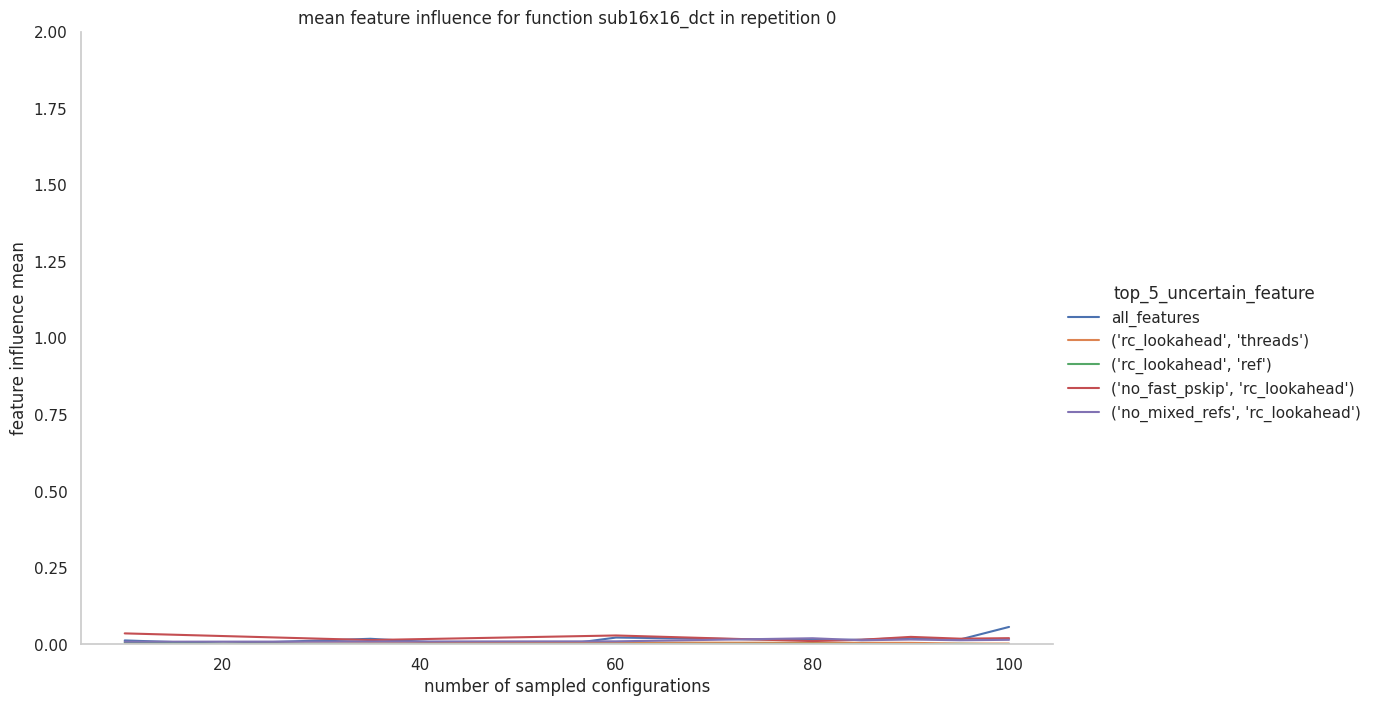 mean feature influence for function sub16x16_dct in repetition 0
2.00
1.75
1.50
1.25
1.00
0.75
0.50
0.25
0.00
feature influence mean
20
40
60
80
100
number of sampled configurations
top_5_uncertain_feature
all_features
('rc_lookahead', 'threads')
('rc_lookahead', 'ref')
('no_fast_pskip', 'rc_lookahead')
('no_mixed_refs', 'rc_lookahead')